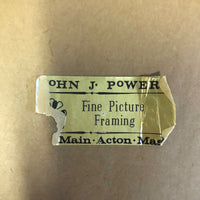 OHN J. POWER
Fine Picture
Framing
Main · Acton · Mas